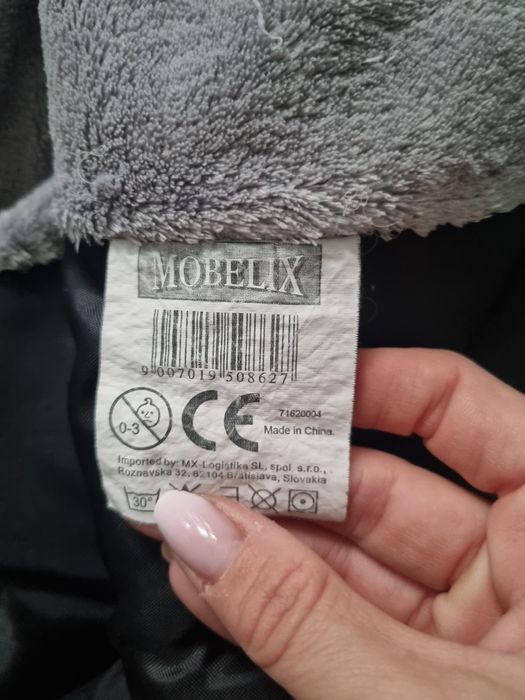 MOBELIX
9 007019 508627
0-3
CE
71620004
Made in China.
Imported by: MX-Logistika SL, spol s.r.o.,
Roznavska 32, 82104 Bratislava, Slovakia
30°